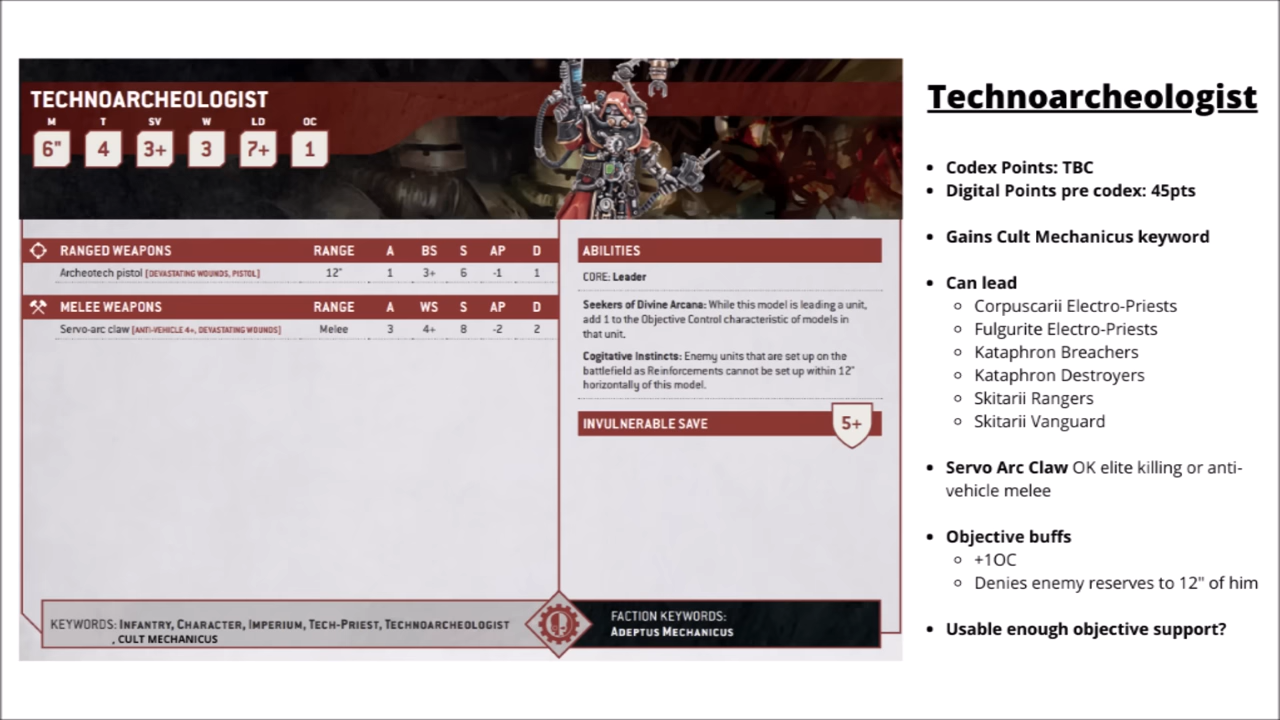 TECHNOARCHEOLOGIST
M T SV W LD OC
6" 4 3+ 3 7+ 1
RANGED WEAPONS RANGE A BS S AP D
Archeotech pistol [DEVASTATING WOUNDS, PISTOL] 12" 1 3+ 6 -1 1
MELEE WEAPONS RANGE A WS S AP D
Servo-arc claw [ANTI-VEHICLE 4+, DEVASTATING WOUNDS] Melee 3 4+ 8 -2 2
ABILITIES
CORE: Leader
Seekers of Divine Arcana: While this model is leading a unit,
add 1 to the Objective Control characteristic of models in
that unit.
Cogitative Instincts: Enemy units that are set up on the
battlefield as Reinforcements cannot be set up within 12"
horizontally of this model.
INVULNERABLE SAVE 5+
KEYWORDS: INFANTRY, CHARACTER, IMPERIUM, TECH-PRIEST, TECHNOARCHEOLOGIST
, CULT MECHANICUS
FACTION KEYWORDS:
ADEPTUS MECHANICUS
Technoarcheologist
• Codex Points: TBC
• Digital Points pre codex: 45pts
• Gains Cult Mechanicus keyword
• Can lead
◦ Corpuscarii Electro-Priests
◦ Fulgurite Electro-Priests
◦ Kataphron Breachers
◦ Kataphron Destroyers
◦ Skitarii Rangers
◦ Skitarii Vanguard
• Servo Arc Claw OK elite killing or anti-
vehicle melee
• Objective buffs
◦ +1OC
◦ Denies enemy reserves to 12" of him
• Usable enough objective support?